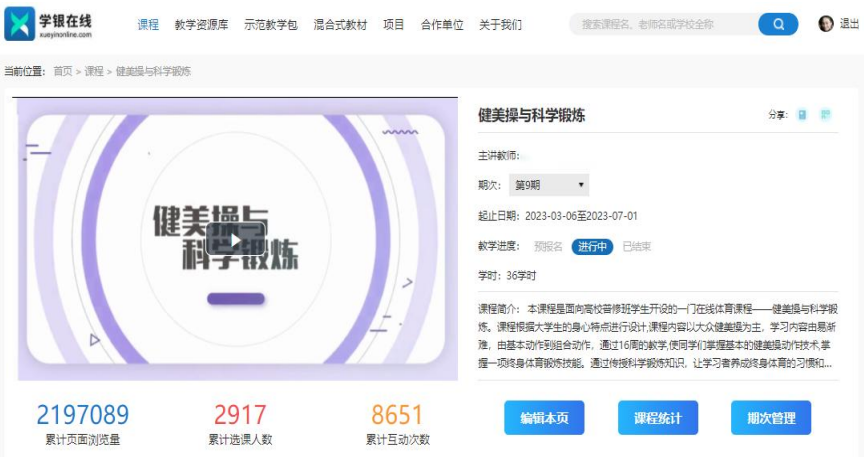 学银在线
xueyinonline.com
课程 教学资源库 示范教学包 混合式教材 项目 合作单位 关于我们
搜索课程名、老师名或学校全称
退出
当前位置: 首页 > 课程 > 健美操与科学锻炼
健美操与
科学锻炼
健美操与科学锻炼
分享:
主讲教师:
期次: 第9期
起止日期: 2023-03-06至2023-07-01
教学进度: 预报名 进行中 已结束
学时: 36学时
课程简介: 本课程是面向高校普修班学生开设的一门在线体育课程——健美操与科学锻
炼。课程根据大学生的身心特点进行设计,课程内容以大众健美操为主, 学习内容由易渐
难, 由基本动作到组合动作, 通过16周的教学,使同学们掌握基本的健美操动作技术,掌
握一项终身体育锻炼技能。通过传授科学锻炼知识, 让学习者养成终身体育的习惯和...
2197089
累计页面浏览量
2917
累计选课人数
8651
累计互动次数
编辑本页
课程统计
期次管理